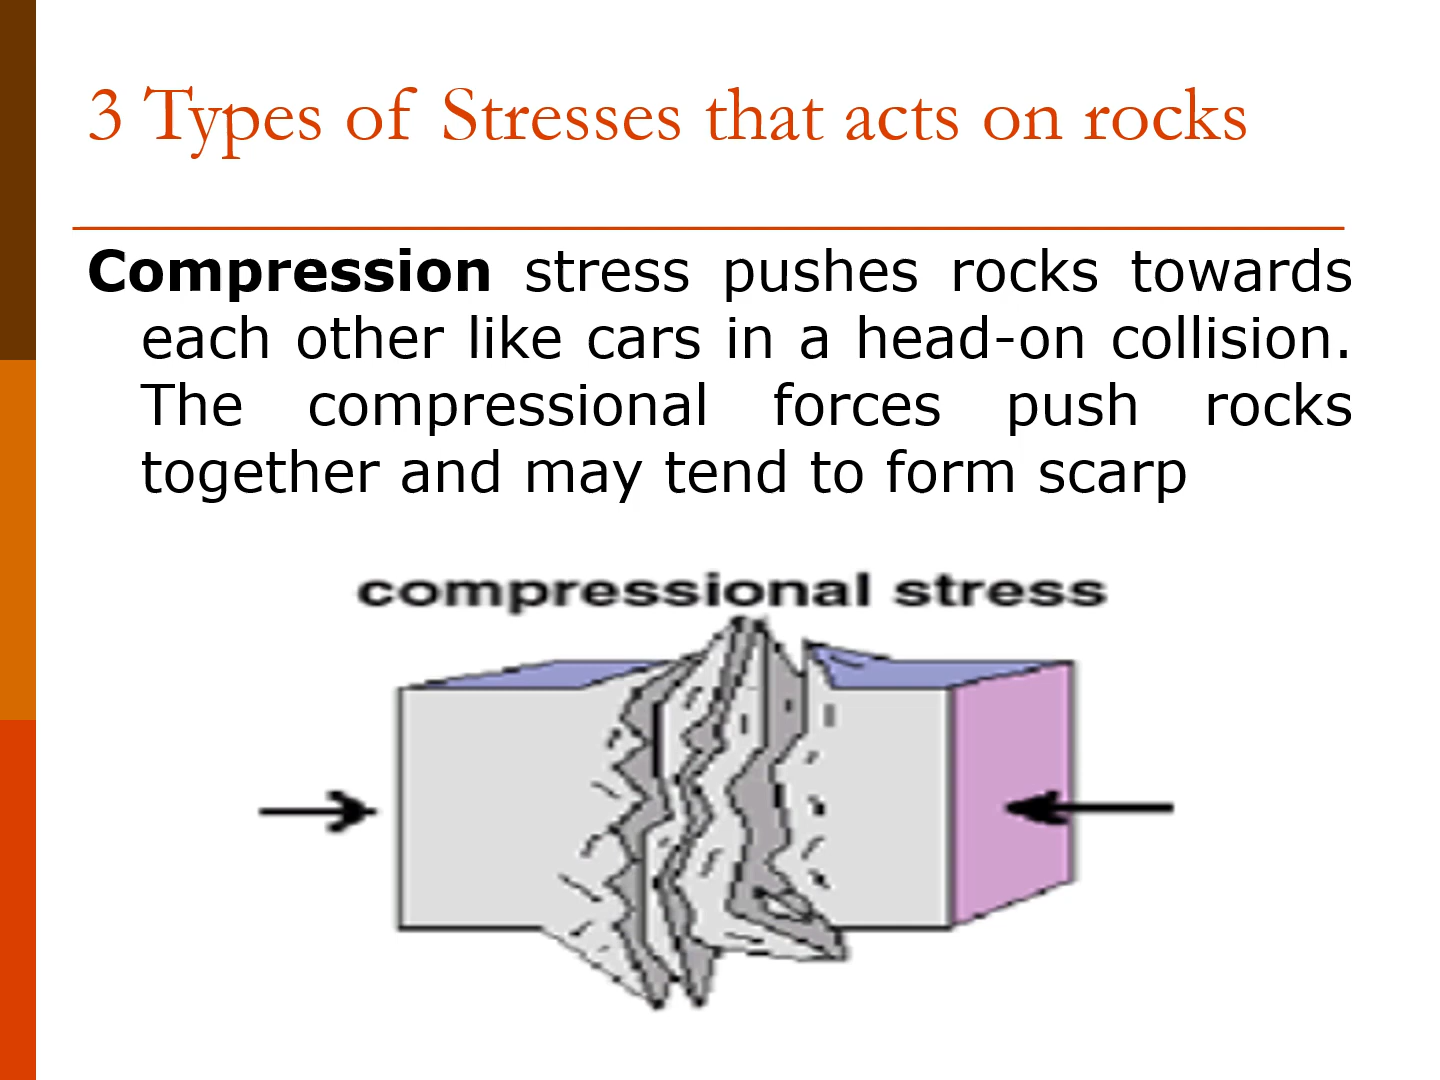 3 Types of Stresses that acts on rocks
Compression stress pushes rocks towards
each other like cars in a head-on collision.
The compressional forces push rocks
together and may tend to form scarp
compressional stress